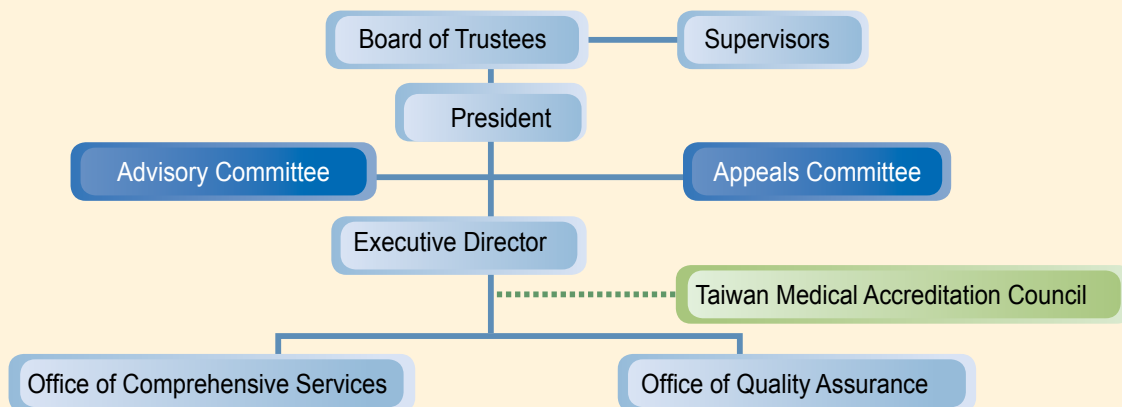 Board of Trustees
Supervisors
President
Advisory Committee
Appeals Committee
Executive Director
Taiwan Medical Accreditation Council
Office of Comprehensive Services
Office of Quality Assurance